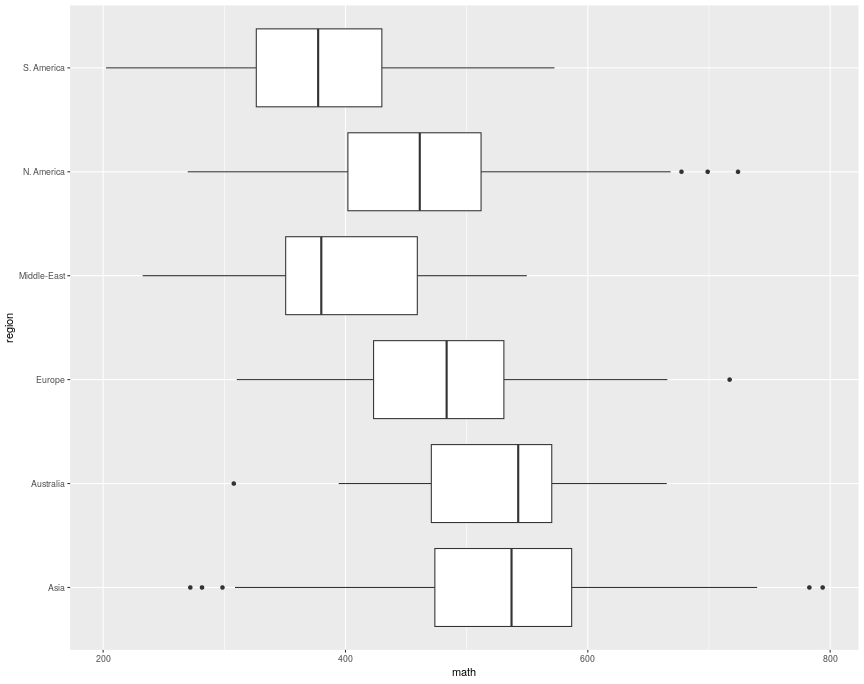 S. America
N. America
Middle-East
Europe
Australia
Asia
region
200 400 600 800
math